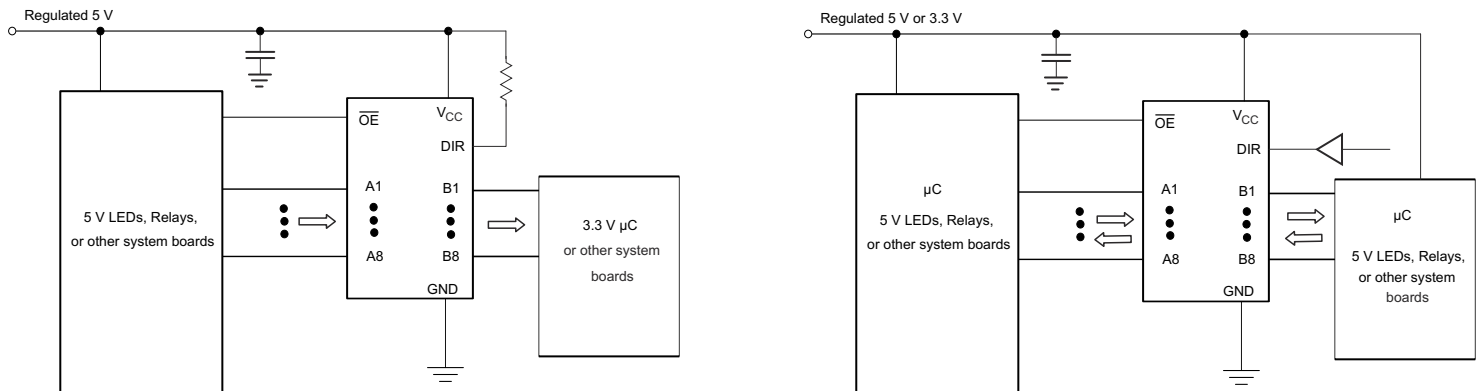 Regulated 5 V
OE
VCC
DIR
A1
B1
5 V LEDs, Relays,
or other system boards
3.3 V µC
or other system
boards
A8
B8
GND
Regulated 5 V or 3.3 V
OE
VCC
DIR
µC
5 V LEDs, Relays,
or other system boards
A1
B1
A8
B8
GND
µC
5 V LEDs, Relays,
or other system
boards